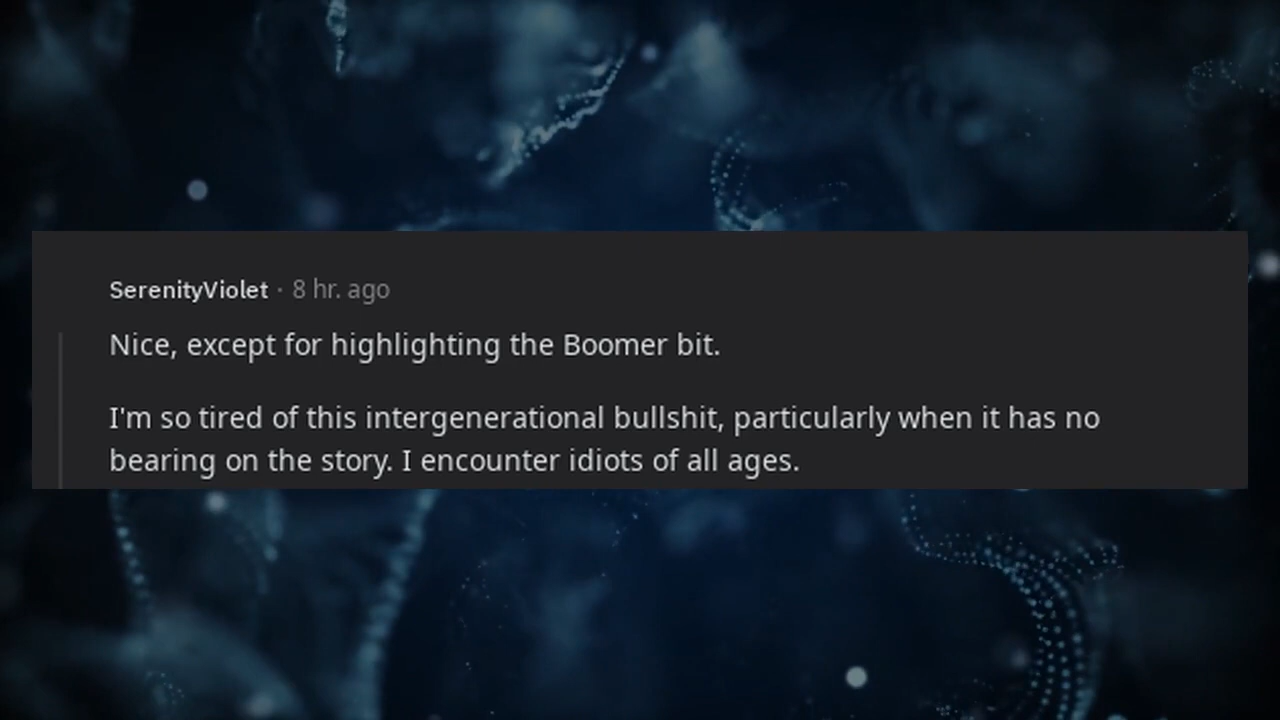 SerenityViolet · 8 hr. ago
Nice, except for highlighting the Boomer bit.
I'm so tired of this intergenerational bullshit, particularly when it has no
bearing on the story. I encounter idiots of all ages.